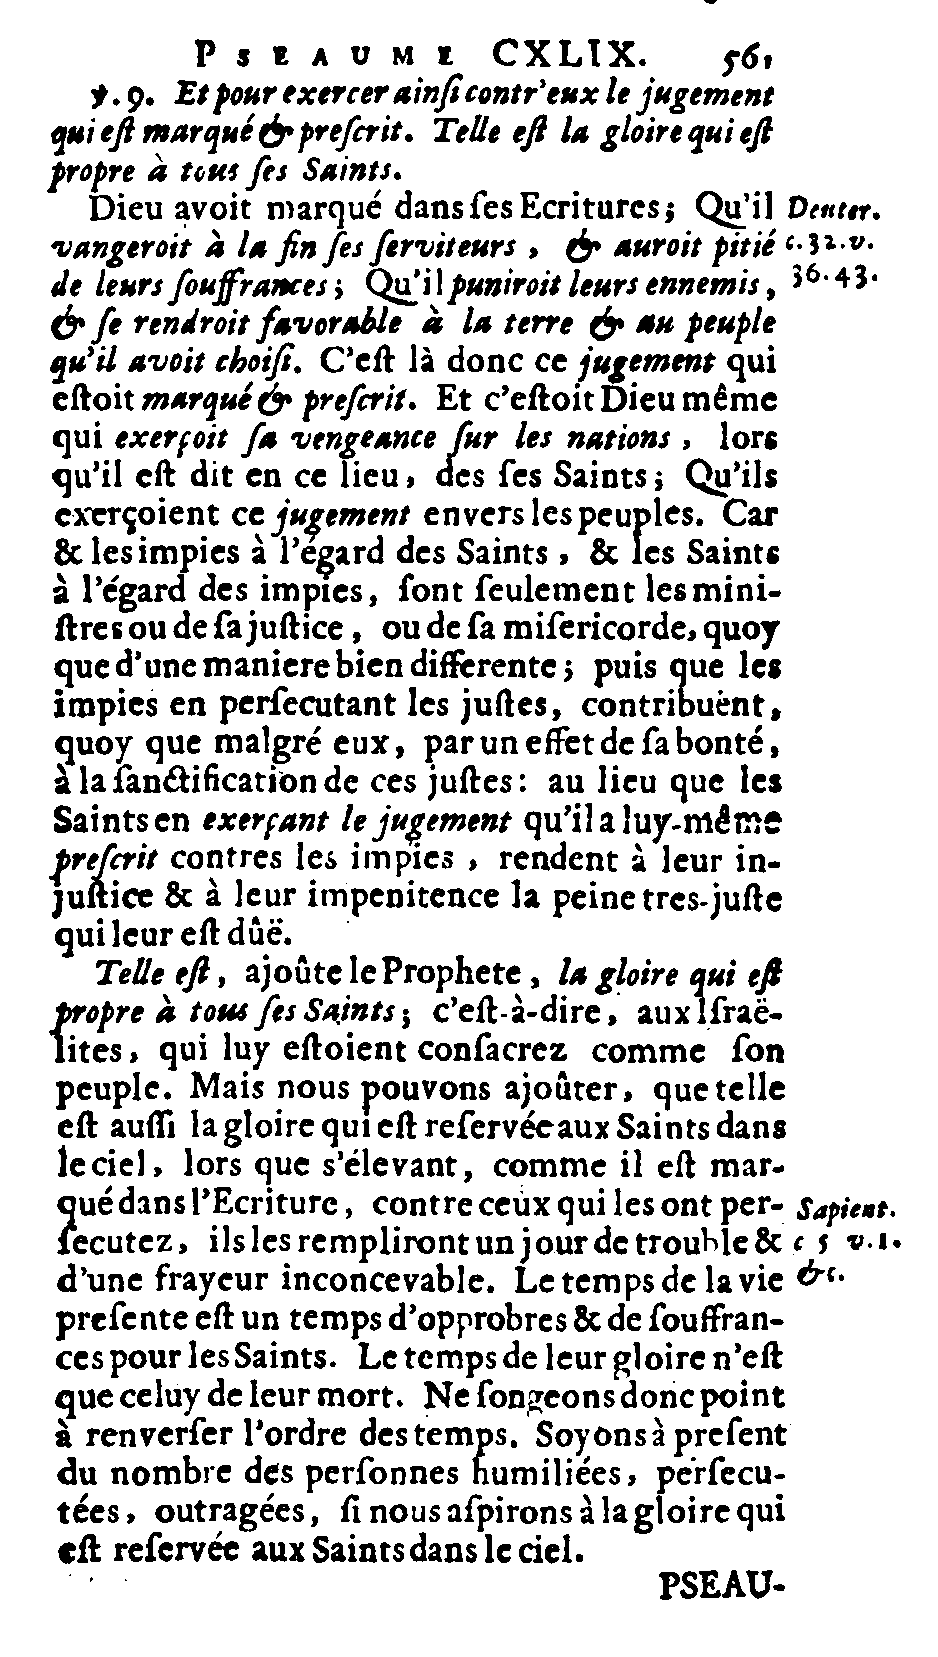 PSEAUME CXLIX. 561
℣. 9. Et pour exercer ainſi contr'eux le jugement
qui eſt marqué & preſcrit. Telle eſt la gloire qui eſt
propre à tous ſes Saints.
Dieu avoit marqué dans ſes Ecritures; Qu'il Deuter.
vangeroit à la fin ſes ſerviteurs, & auroit pitié c. 32. v.
de leurs ſouffrances; Qu'il puniroit leurs ennemis, 36. 43.
& ſe rendroit favorable à la terre & au peuple
qu'il avoit choiſi. C'eſt là donc ce jugement qui
eſtoit marqué & preſcrit. Et c'eſtoit Dieu même
qui exerçoit ſa vengeance ſur les nations, lors
qu'il eſt dit en ce lieu, des ſes Saints; Qu'ils
exerçoient ce jugement envers les peuples. Car
& les impies à l'égard des Saints, & les Saints
à l'égard des impies, ſont ſeulement les mini-
ſtres ou de ſa juſtice, ou de ſa miſericorde, quoy
que d'une maniere bien differente; puis que les
impies en perſecutant les juſtes, contribuënt,
quoy que malgré eux, par un effet de ſa bonté,
à la ſanctification de ces juſtes: au lieu que les
Saints en exerçant le jugement qu'il a luy-même
preſcrit contres les impies, rendent à leur in-
juſtice & à leur impenitence la peine tres-juſte
qui leur eſt dûë.
Telle eſt, ajoûte le Prophete, la gloire qui eſt
propre à tous ſes Saints; c'eſt-à-dire, aux Iſraë-
lites, qui luy eſtoient conſacrez comme ſon
peuple. Mais nous pouvons ajoûter, que telle
eſt auſſi la gloire qui eſt reſervée aux Saints dans
le ciel, lors que s'élevant, comme il eſt mar-
qué dans l'Ecriture, contre ceux qui les ont per- Sapient.
ſecutez, ils les rempliront un jour de trouble & c 5 v. 1.
d'une frayeur inconcevable. Le temps de la vie &c.
preſente eſt un temps d'opprobres & de ſouffran-
ces pour les Saints. Le temps de leur gloire n'eſt
que celuy de leur mort. Ne ſongeons donc point
à renverſer l'ordre des temps. Soyons à preſent
du nombre des perſonnes humiliées, perſecu-
tées, outragées, ſi nous aſpirons à la gloire qui
eſt reſervée aux Saints dans le ciel.
PSEAU-